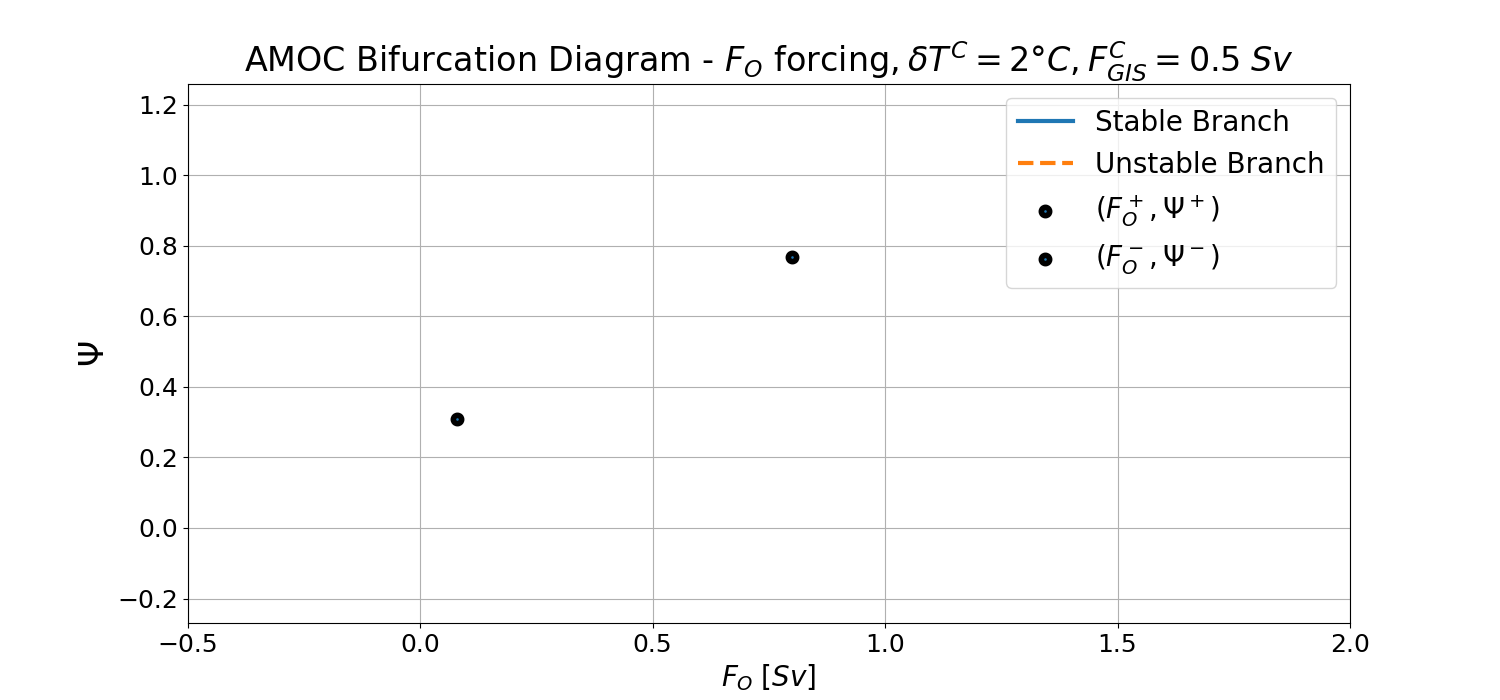 AMOC Bifurcation Diagram - $F_O$ forcing, $\delta T^C = 2°C$, $F_{GIS}^C = 0.5\ Sv$
1.2
1.0
0.8
0.6
0.4
0.2
0.0
−0.2
Ψ
Stable Branch
Unstable Branch
$(F_O^+, \Psi^+)$
$(F_O^-, \Psi^-)$
−0.5 0.0 0.5 1.0 1.5 2.0
$F_O$ [$Sv$]